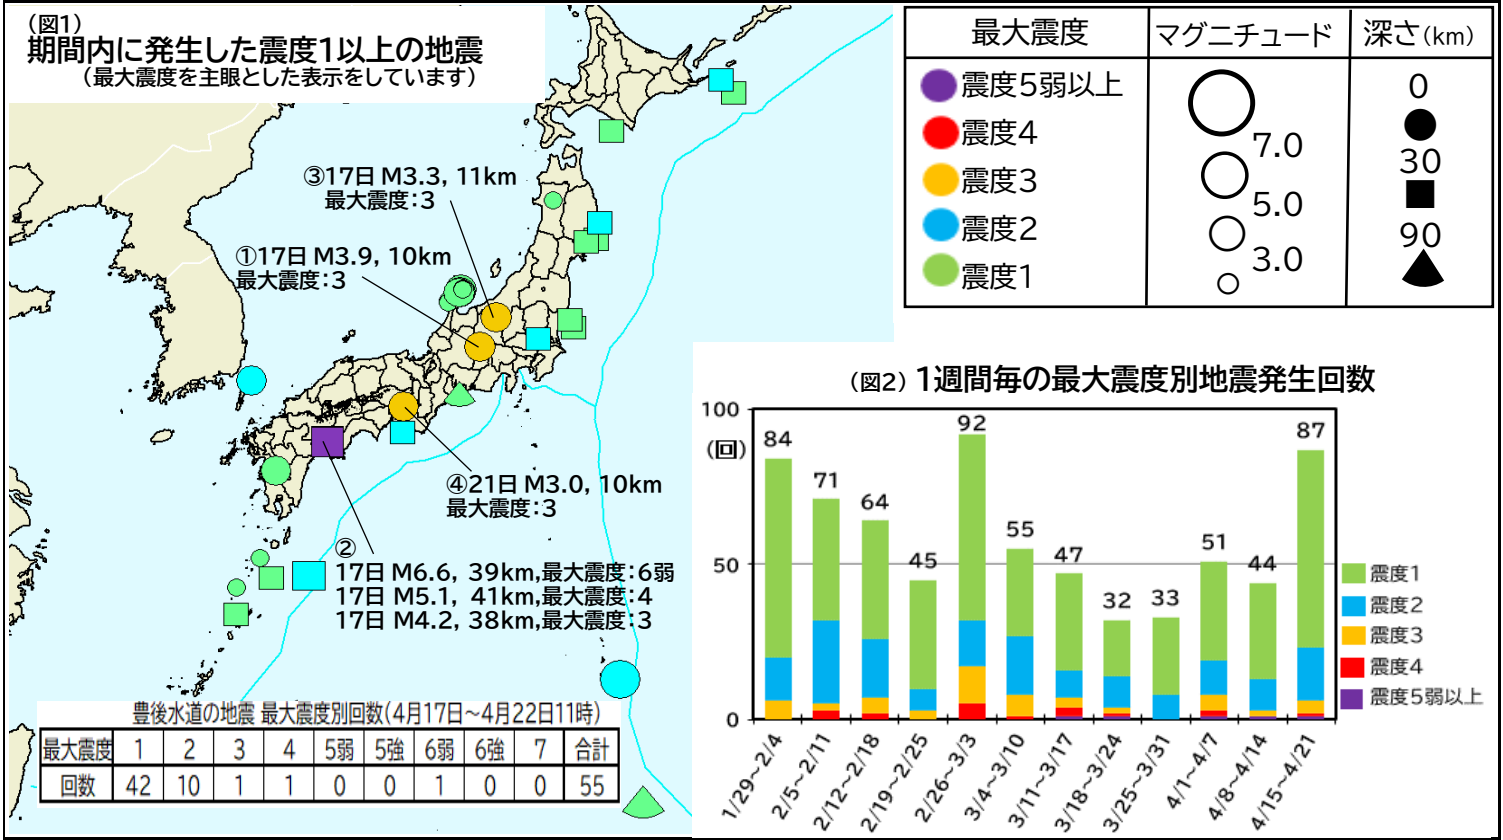 (図1)
期間内に発生した震度1以上の地震
(最大震度を主眼とした表示をしています)
③17日 M3.3, 11km
最大震度:3
①17日 M3.9, 10km
最大震度:3
④21日 M3.0, 10km
最大震度:3
②
17日 M6.6, 39km,最大震度:6弱
17日 M5.1, 41km,最大震度:4
17日 M4.2, 38km,最大震度:3
豊後水道の地震 最大震度別回数(4月17日~4月22日11時)
最大震度 1 2 3 4 5弱 5強 6弱 6強 7 合計
回数 42 10 1 1 0 0 1 0 0 55
最大震度 マグニチュード 深さ(km)
震度5弱以上
震度4
震度3
震度2
震度1
7.0
5.0
3.0
0
30
90
(図2) 1週間毎の最大震度別地震発生回数
100
(回)
50
0
84
71
64
45
92
55
47
32
33
51
44
87
1/29~2/4
2/5~2/11
2/12~2/18
2/19~2/25
2/26~3/3
3/4~3/10
3/11~3/17
3/18~3/24
3/25~3/31
4/1~4/7
4/8~4/14
4/15~4/21
震度1
震度2
震度3
震度4
震度5弱以上